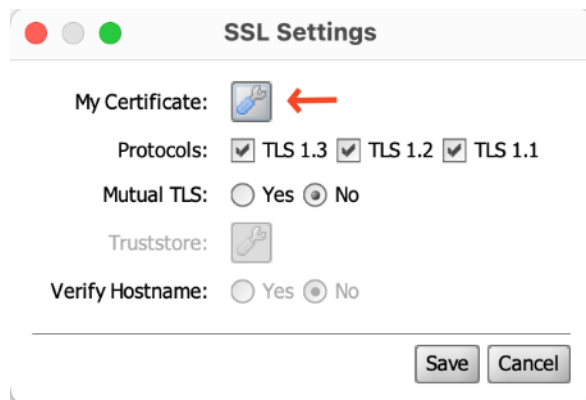 SSL Settings
My Certificate:
Protocols: TLS 1.3 TLS 1.2 TLS 1.1
Mutual TLS: Yes No
Truststore:
Verify Hostname: Yes No
Save Cancel